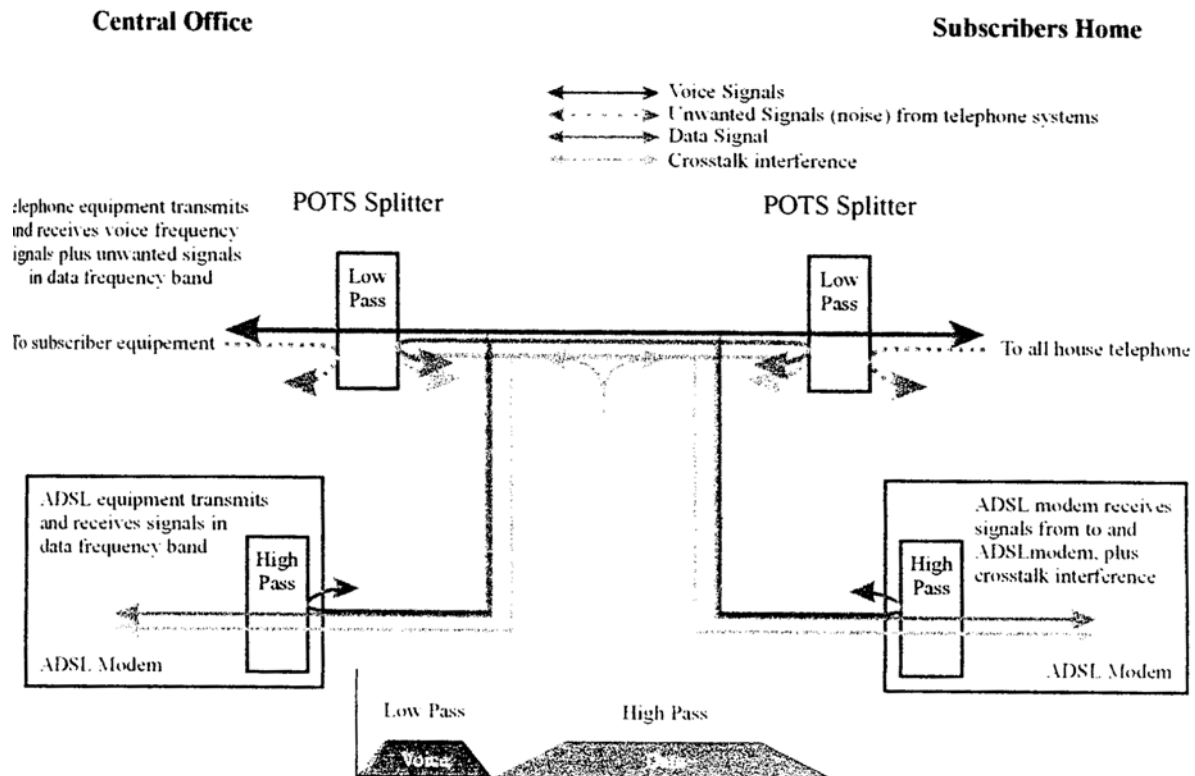 Central Office
Subscribers Home
Voice Signals
Unwanted Signals (noise) from telephone systems
Data Signal
Crosstalk interference
elephone equipment transmits
nd receives voice frequency
ignals plus unwanted signals
in data frequency band
POTS Splitter
POTS Splitter
Low
Pass
Low
Pass
To subscriber equipement
To all house telephone
ADSL equipment transmits
and receives signals in
data frequency band
High
Pass
ADSL Modem
ADSL modem receives
signals from to and
ADSLmodem, plus
crosstalk interference
High
Pass
ADSL Modem
Low Pass
High Pass
Voice
Data